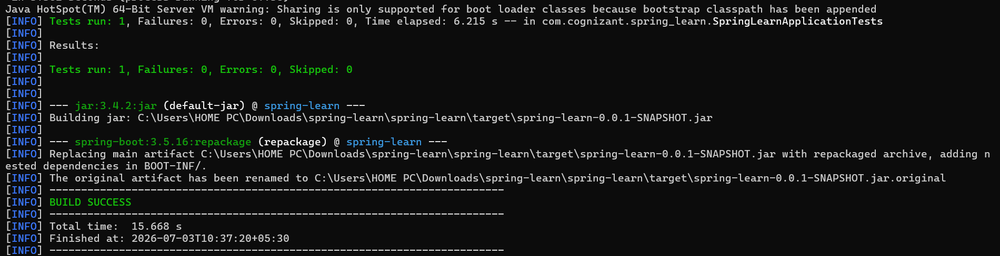 Java HotSpot(TM) 64-Bit Server VM warning: Sharing is only supported for boot loader classes because bootstrap classpath has been appended
[INFO] Tests run: 1, Failures: 0, Errors: 0, Skipped: 0, Time elapsed: 6.215 s -- in com.cognizant.spring_learn.SpringLearnApplicationTests
[INFO]
[INFO] Results:
[INFO]
[INFO] Tests run: 1, Failures: 0, Errors: 0, Skipped: 0
[INFO]
[INFO]
[INFO] --- jar:3.4.2:jar (default-jar) @ spring-learn ---
[INFO] Building jar: C:\Users\HOME PC\Downloads\spring-learn\spring-learn\target\spring-learn-0.0.1-SNAPSHOT.jar
[INFO]
[INFO] --- spring-boot:3.5.16:repackage (repackage) @ spring-learn ---
[INFO] Replacing main artifact C:\Users\HOME PC\Downloads\spring-learn\spring-learn\target\spring-learn-0.0.1-SNAPSHOT.jar with repackaged archive, adding n
ested dependencies in BOOT-INF/.
[INFO] The original artifact has been renamed to C:\Users\HOME PC\Downloads\spring-learn\spring-learn\target\spring-learn-0.0.1-SNAPSHOT.jar.original
[INFO] ------------------------------------------------------------------------
[INFO] BUILD SUCCESS
[INFO] ------------------------------------------------------------------------
[INFO] Total time:  15.668 s
[INFO] Finished at: 2026-07-03T10:37:20+05:30
[INFO] ------------------------------------------------------------------------